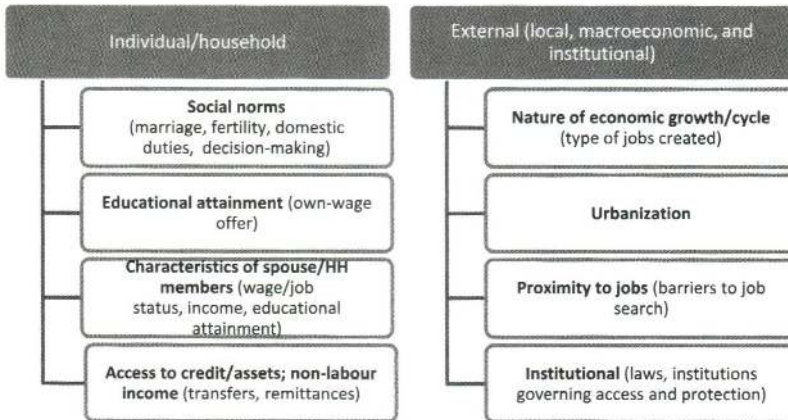 Individual/household
Social norms
(marriage, fertility, domestic
duties, decision-making)
Educational attainment (own-wage
offer)
Characteristics of spouse/HH
members (wage/job
status, income, educational
attainment)
Access to credit/assets; non-labour
income (transfers, remittances)
External (local, macroeconomic, and
institutional)
Nature of economic growth/cycle
(type of jobs created)
Urbanization
Proximity to jobs (barriers to job
search)
Institutional (laws, institutions
governing access and protection)